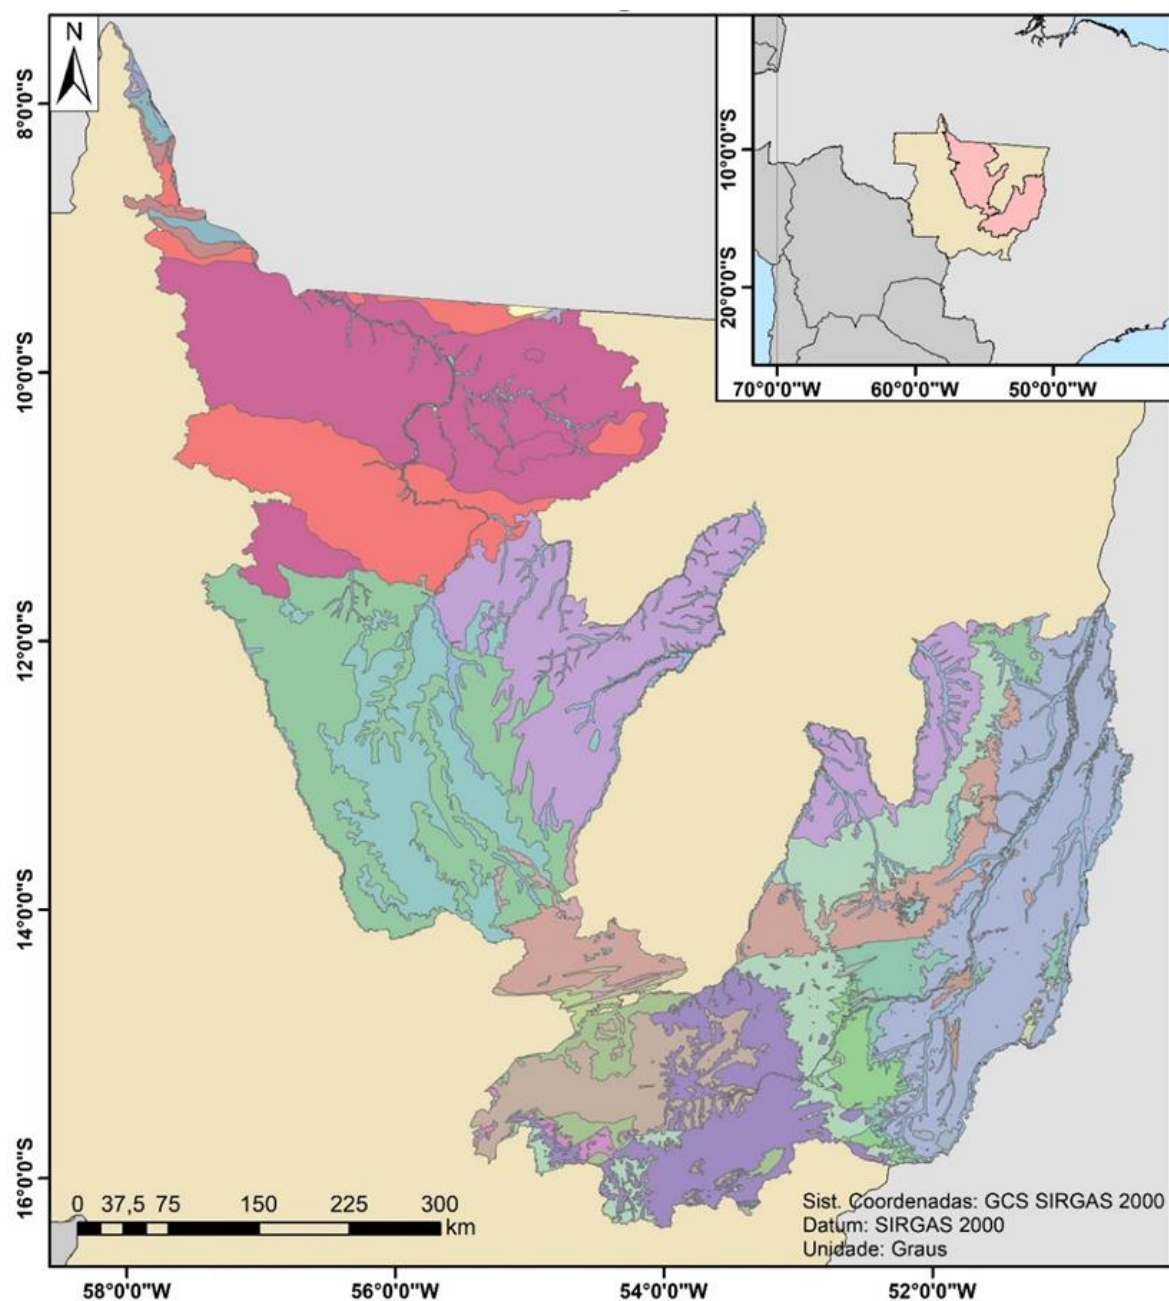 N
8°0'0"S
10°0'0"S
12°0'0"S
14°0'0"S
16°0'0"S
10°0'0"S
20°0'0"S
70°0'0"W 60°0'0"W 50°0'0"W
0 37,5 75 150 225 300
km
Sist. Coordenadas: GCS SIRGAS 2000
Datum: SIRGAS 2000
Unidade: Graus
58°0'0"W 56°0'0"W 54°0'0"W 52°0'0"W